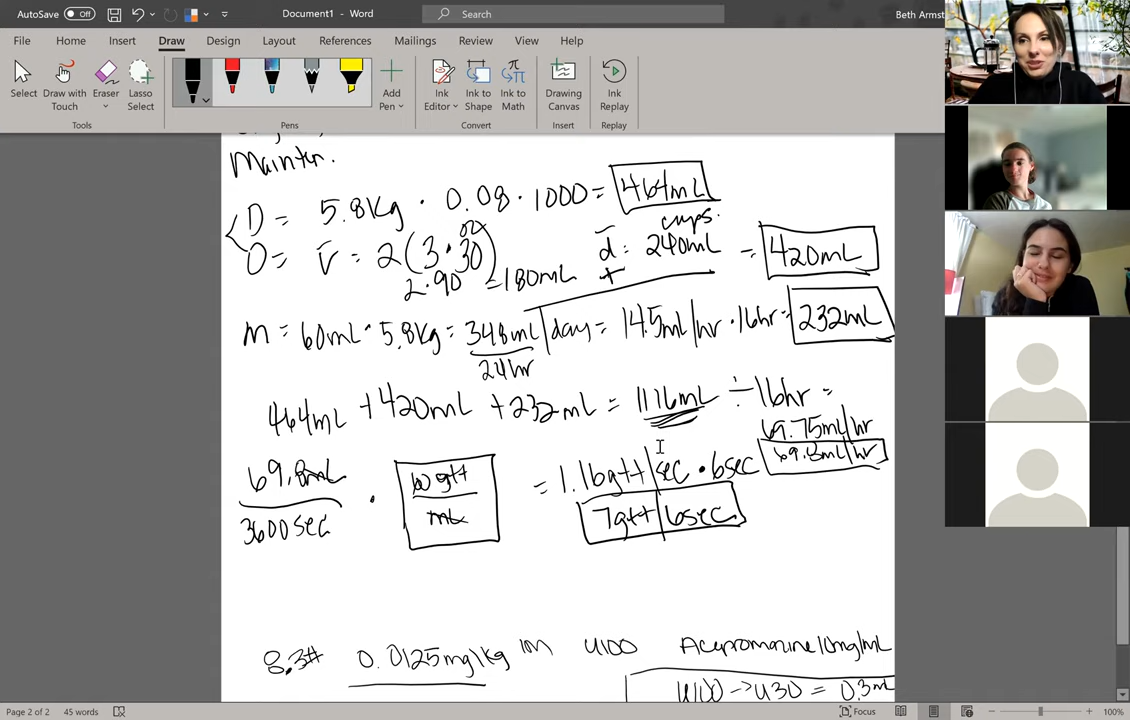 AutoSave Off Document1 - Word Search Beth Armst
File Home Insert Draw Design Layout References Mailings Review View Help
Select Draw with Touch Eraser Lasso Select Add Pen Ink Editor Ink to Shape Ink to Math Drawing Canvas Ink Replay
Tools Pens Convert Insert Replay
Mainten.
D = 5.8Kg · 0.08 · 1000 = 464mL
O = v = 2(3 · 30) oz d = 240mL cups. = 420mL
2 · 90 = 180mL +
m = 60mL · 5.8Kg = 348mL/day = 14.5mL/hr · 16hr = 232mL
24hr
464mL + 420mL + 232mL = 1116mL ÷ 16hr =
69.75mL/hr
69.8mL/hr
69.8mL · 60gtt = 1.16gtt/sec · 6sec
3600sec mL 7gtt/6sec
8.3# 0.0125mg/kg IM U100 Acepromazine 10mg/mL
U100 -> U30 = 0.3mL
Page 2 of 2 45 words Focus 100%